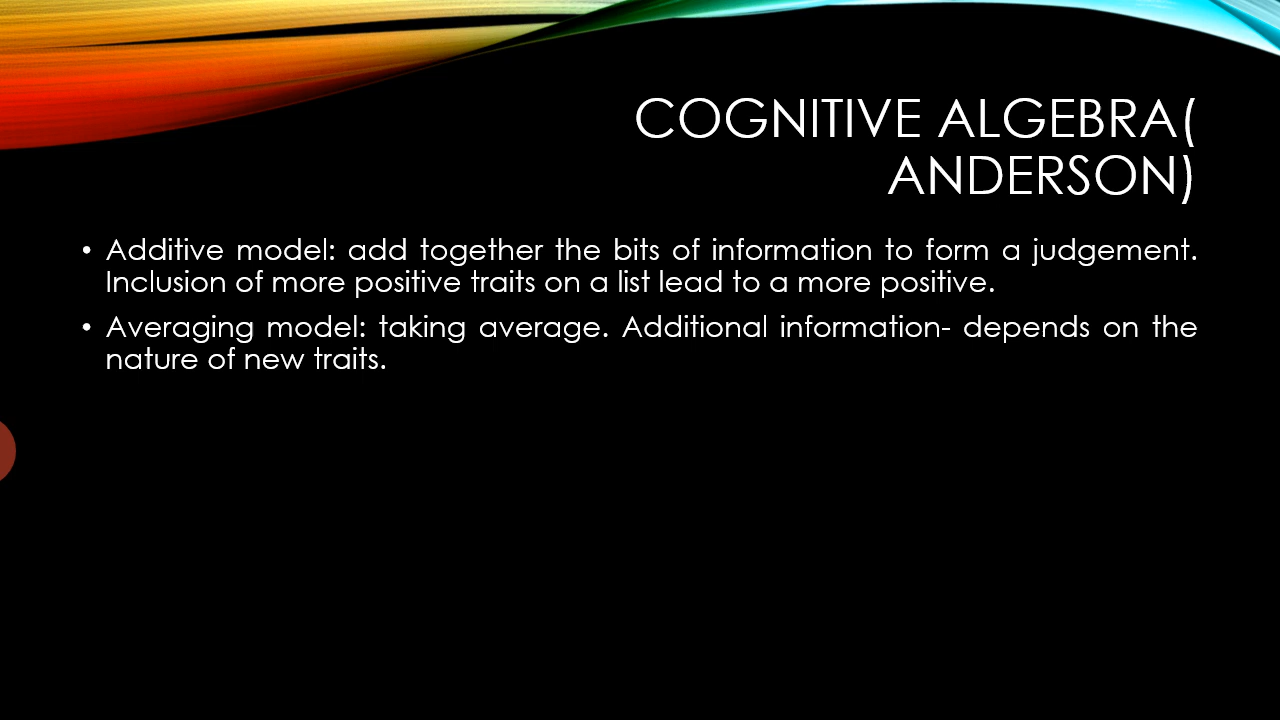 COGNITIVE ALGEBRA(
ANDERSON)
• Additive model: add together the bits of information to form a judgement.
Inclusion of more positive traits on a list lead to a more positive.
• Averaging model: taking average. Additional information- depends on the
nature of new traits.